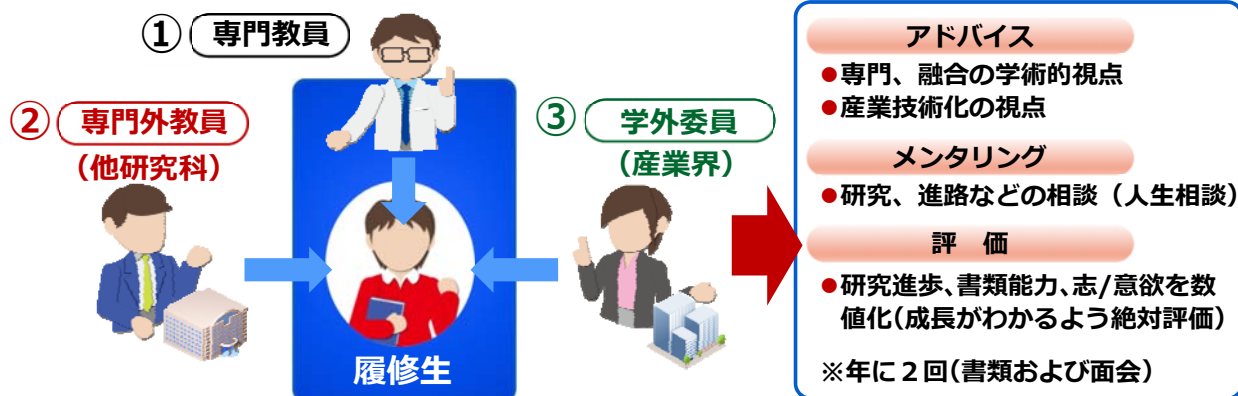 ① 専門教員
② 専門外教員
(他研究科)
③ 学外委員
(産業界)
履修生
アドバイス
●専門、融合の学術的視点
●産業技術化の視点
メンタリング
●研究、進路などの相談（人生相談）
評　価
●研究進歩、書類能力、志/意欲を数
値化(成長がわかるよう絶対評価)
※年に２回(書類および面会)